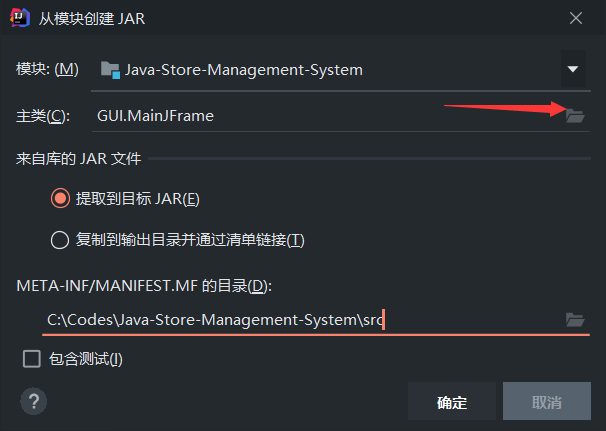 从模块创建 JAR
模块: (M) Java-Store-Management-System
主类(C): GUI.MainJFrame
来自库的 JAR 文件
提取到目标 JAR(E)
复制到输出目录并通过清单链接(T)
META-INF/MANIFEST.MF 的目录(D):
C:\Codes\Java-Store-Management-System\src
包含测试(I)
? 确定 取消